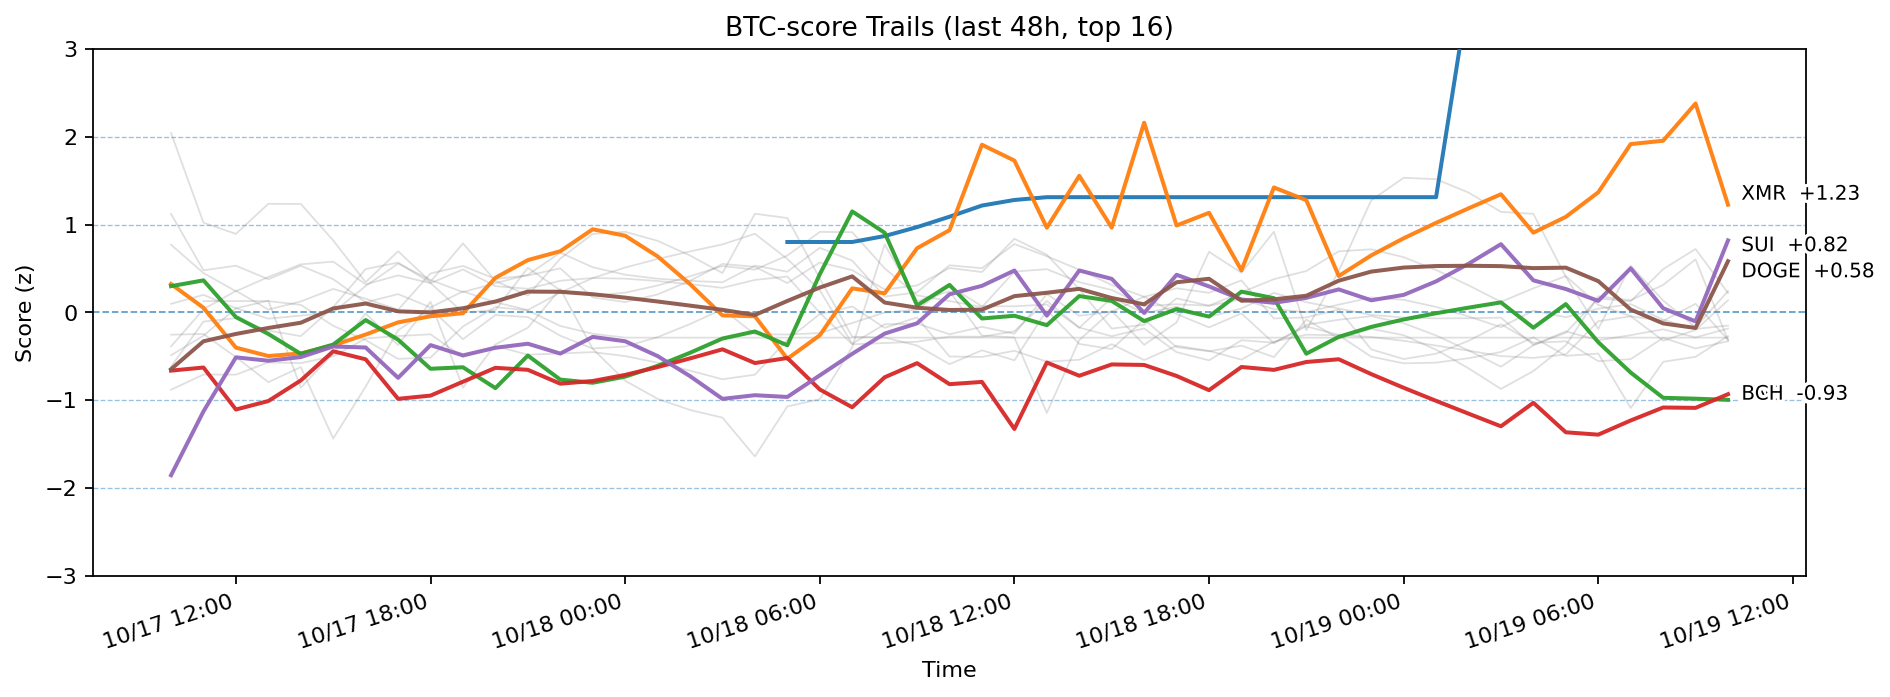 BTC-score Trails (last 48h, top 16)
3
2
1
0
−1
−2
−3
Score (z)
XMR +1.23
SUI +0.82
DOGE +0.58
BCH -0.93
10/17 12:00
10/17 18:00
10/18 00:00
10/18 06:00
10/18 12:00
10/18 18:00
10/19 00:00
10/19 06:00
10/19 12:00
Time